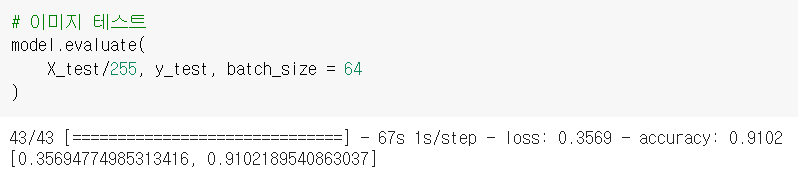 # 이미지 테스트
model.evaluate(
    X_test/255, y_test, batch_size = 64
)
43/43 [==============================] - 67s 1s/step - loss: 0.3569 - accuracy: 0.9102
[0.35694774985313416, 0.9102189540863037]